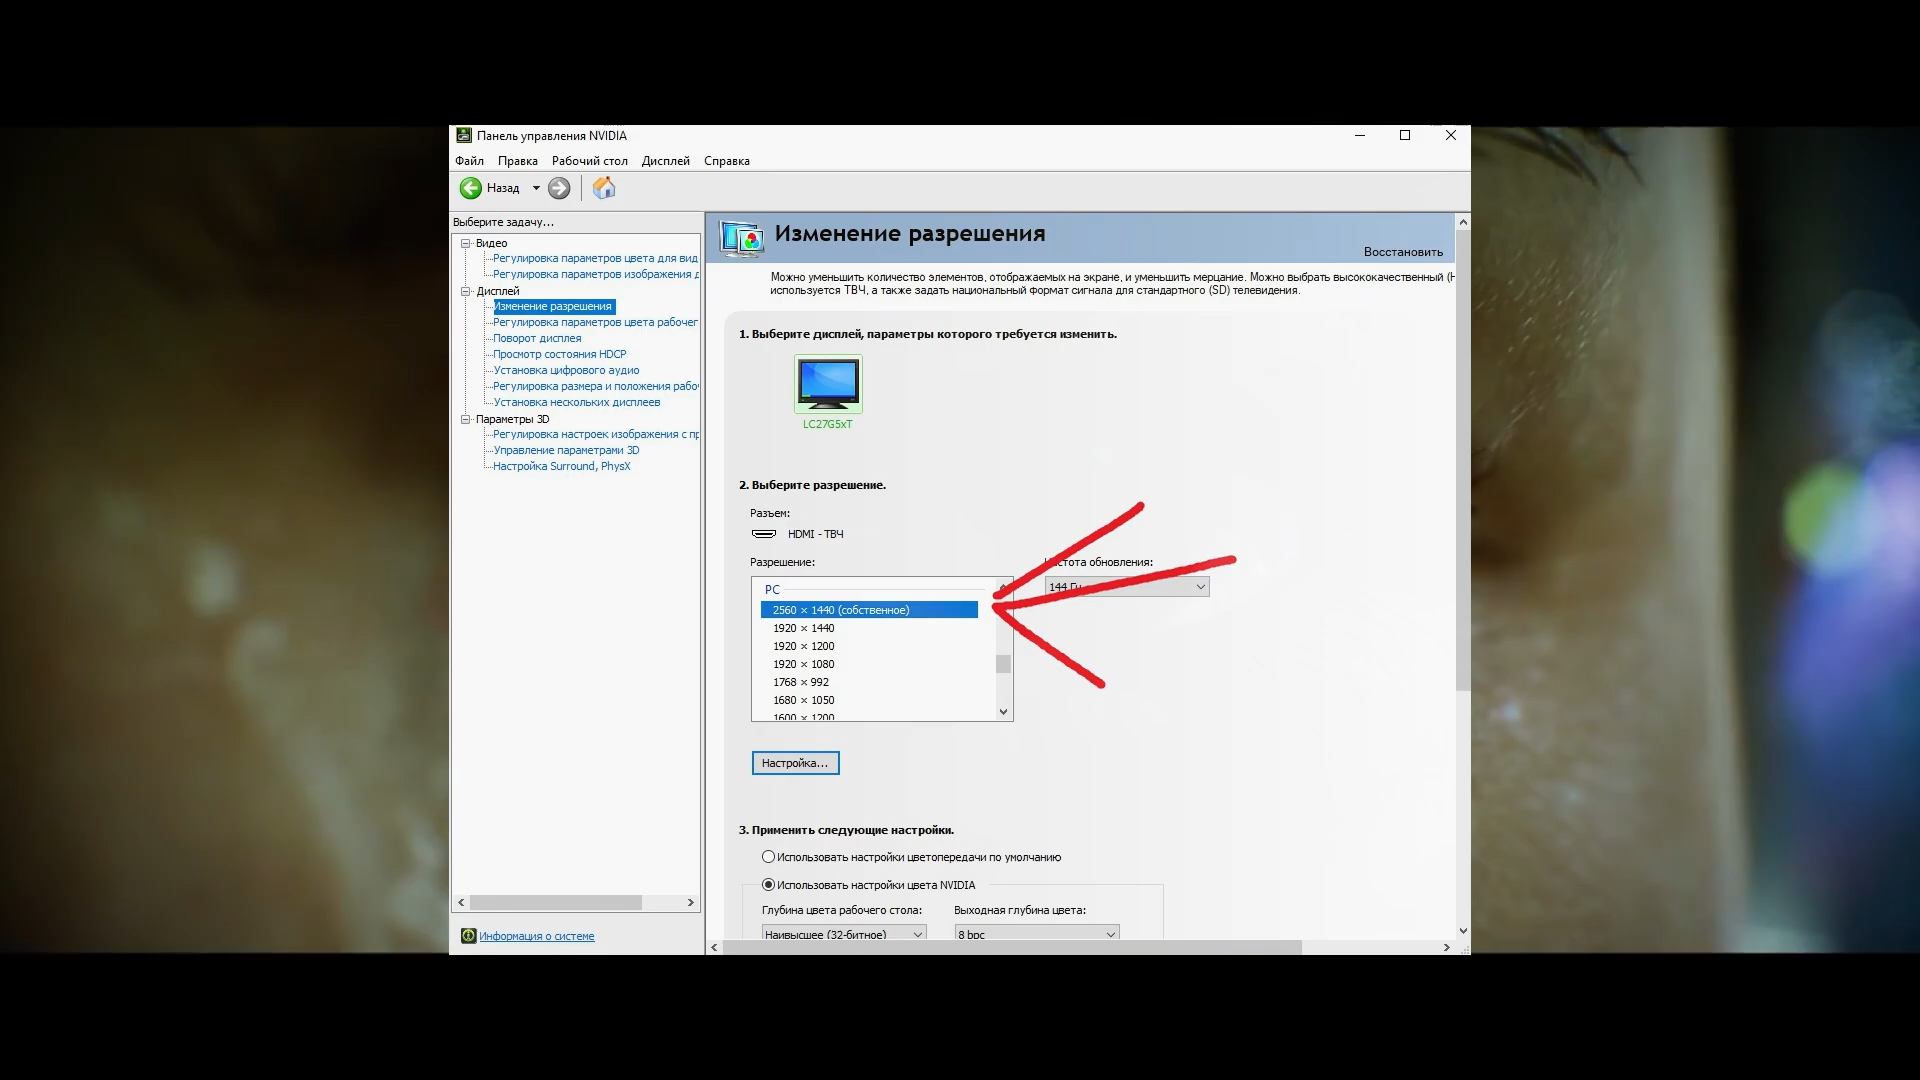 Панель управления NVIDIA
Файл Правка Рабочий стол Дисплей Справка
Назад
Выберите задачу...
Видео
Регулировка параметров цвета для вид
Регулировка параметров изображения д
Дисплей
Изменение разрешения
Регулировка параметров цвета рабочег
Поворот дисплея
Просмотр состояния HDCP
Установка цифрового аудио
Регулировка размера и положения рабо
Установка нескольких дисплеев
Параметры 3D
Регулировка настроек изображения с пр
Управление параметрами 3D
Настройка Surround, PhysX
Информация о системе
Изменение разрешения
Восстановить
Можно уменьшить количество элементов, отображаемых на экране, и уменьшить мерцание. Можно выбрать высококачественный (H
используется ТВЧ, а также задать национальный формат сигнала для стандартного (SD) телевидения.
1. Выберите дисплей, параметры которого требуется изменить.
LC27G5xT
2. Выберите разрешение.
Разъем:
HDMI - ТВЧ
Разрешение:
PC
2560 × 1440 (собственное)
1920 × 1440
1920 × 1200
1920 × 1080
1768 × 992
1680 × 1050
1600 × 1200
обновления:
144
Настройка...
3. Применить следующие настройки.
Использовать настройки цветопередачи по умолчанию
Использовать настройки цвета NVIDIA
Глубина цвета рабочего стола:
Выходная глубина цвета:
Наивысшее (32-битное)
8 bpc